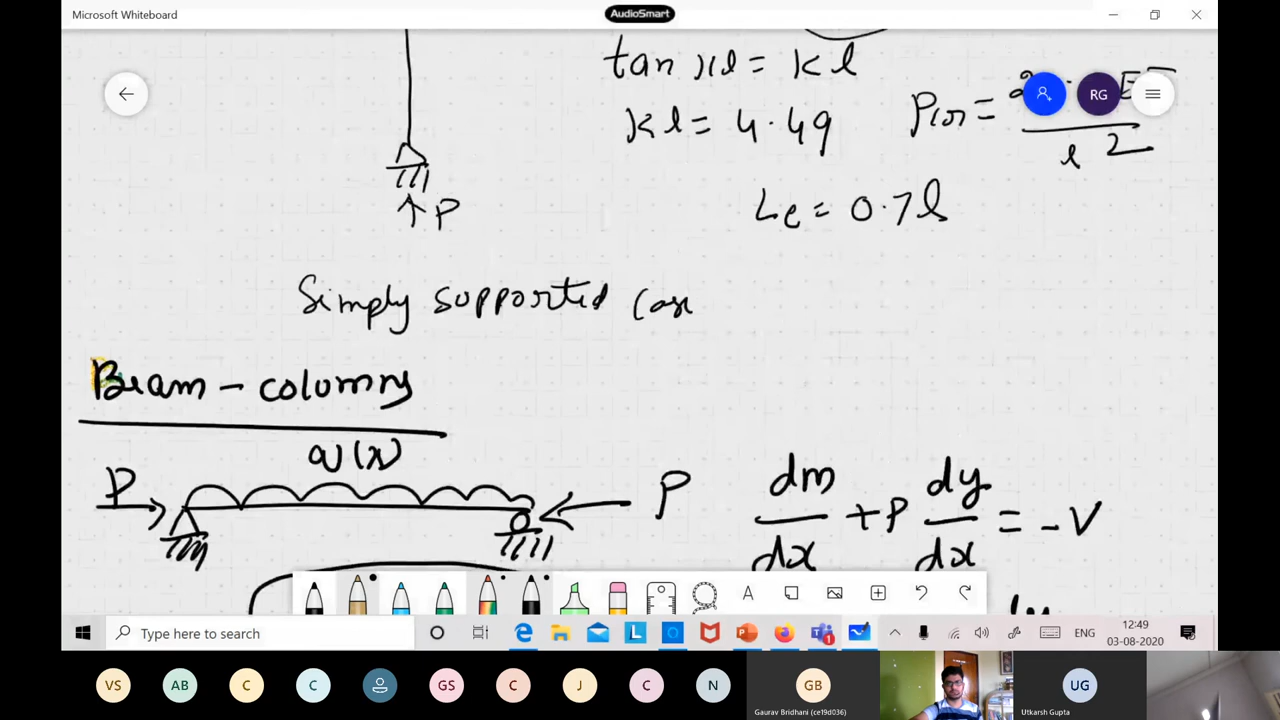 Microsoft Whiteboard
AudioSmart
tan kl = kl
kl = 4.49
Pcr =
l 2
RG
P
Le = 0.7l
Simply supported case
Beam - columns
q(x)
P
P
dm/dx + P dy/dx = - V
A
Type here to search
ENG
12:49
03-08-2020
VS
AB
C
C
GS
C
J
C
N
GB
UG
Gaurav Bridhani (ce19d036)
Utkarsh Gupta